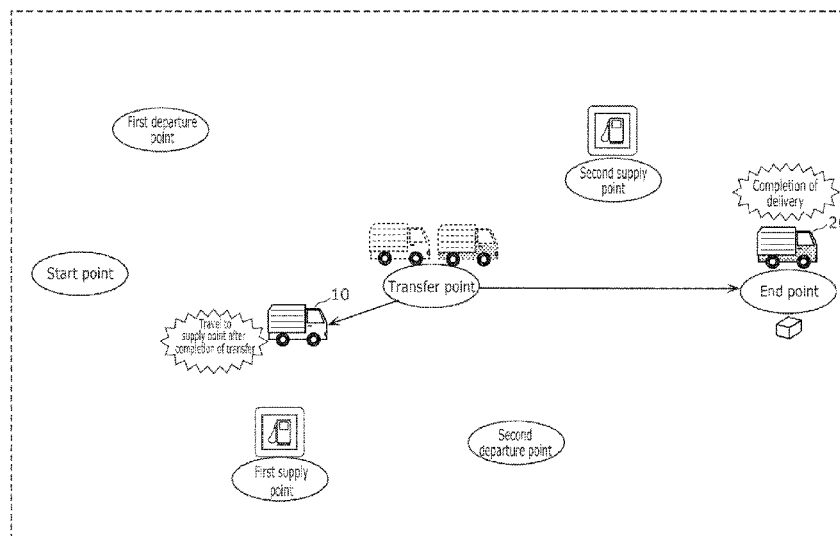 First departure
point
Second supply
point
Completion of
delivery
Start point
Transfer point
End point
10
Travel to
supply point after
completion of transfer
Second
departure point
First supply
point